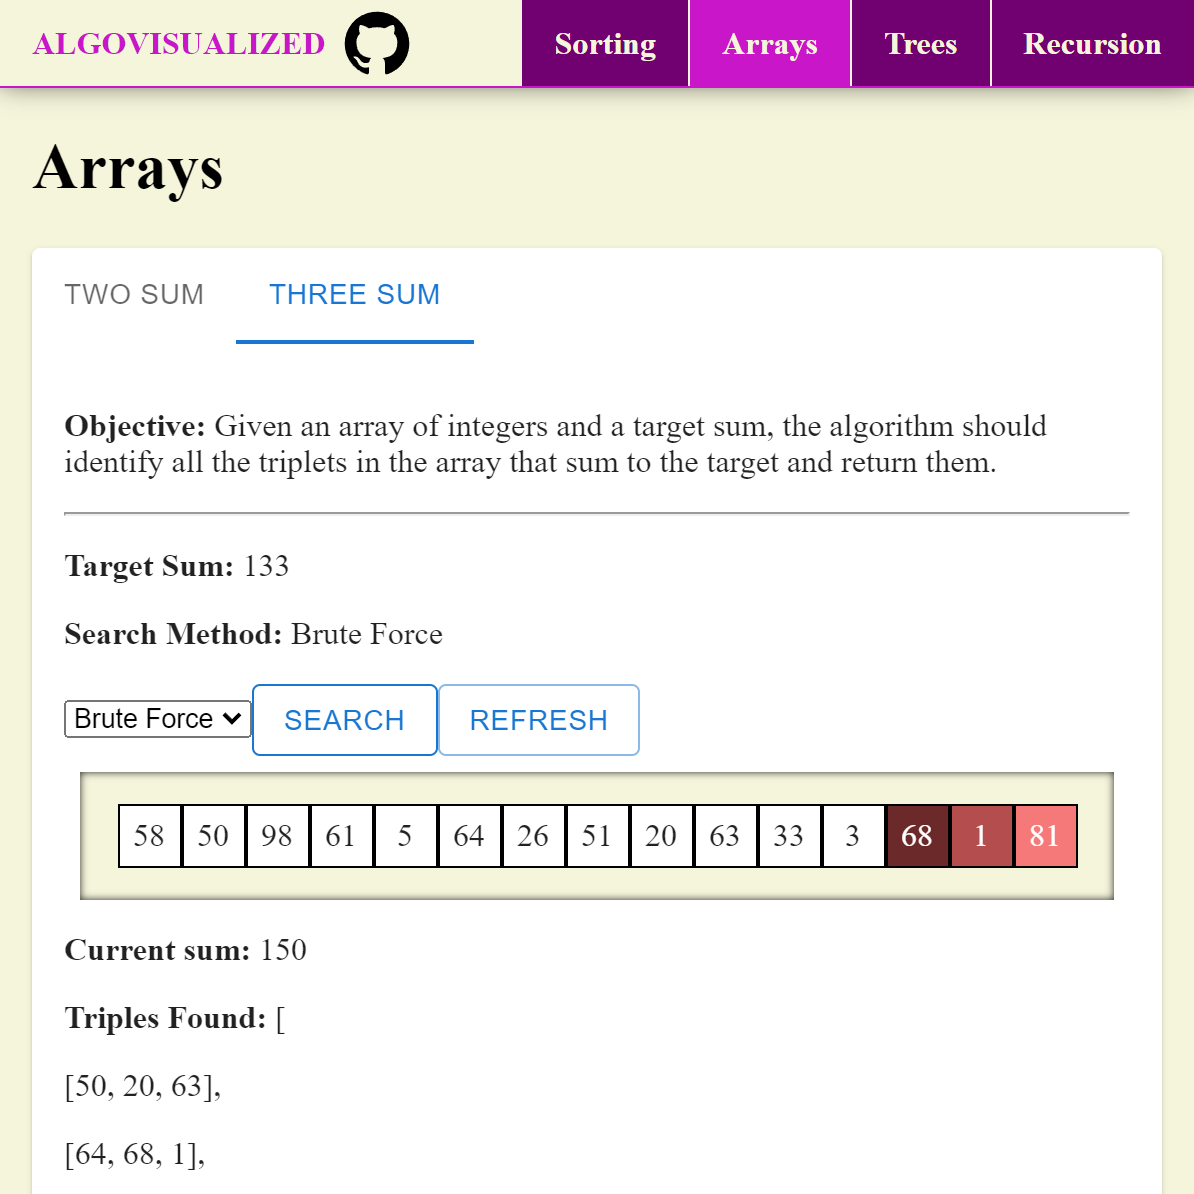 ALGOVISUALIZED
Sorting
Arrays
Trees
Recursion
Arrays
TWO SUM
THREE SUM
Objective: Given an array of integers and a target sum, the algorithm should
identify all the triplets in the array that sum to the target and return them.
Target Sum: 133
Search Method: Brute Force
Brute Force
SEARCH
REFRESH
58 50 98 61 5 64 26 51 20 63 33 3 68 1 81
Current sum: 150
Triples Found: [
[50, 20, 63],
[64, 68, 1],